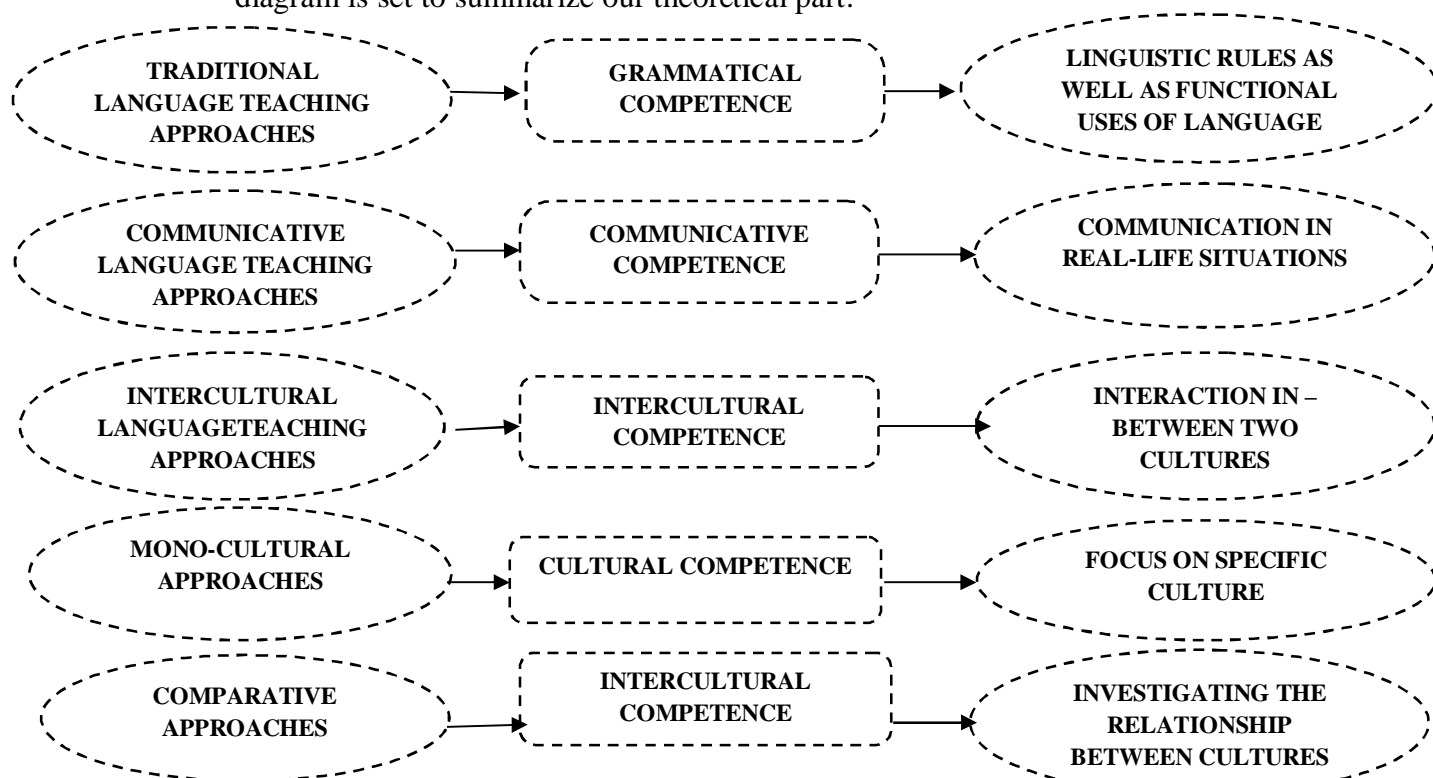 diagram is set to summarize our theoretical part:
TRADITIONAL
LANGUAGE TEACHING
APPROACHES
GRAMMATICAL
COMPETENCE
LINGUISTIC RULES AS
WELL AS FUNCTIONAL
USES OF LANGUAGE
COMMUNICATIVE
LANGUAGE TEACHING
APPROACHES
COMMUNICATIVE
COMPETENCE
COMMUNICATION IN
REAL-LIFE SITUATIONS
INTERCULTURAL
LANGUAGETEACHING
APPROACHES
INTERCULTURAL
COMPETENCE
INTERACTION IN –
BETWEEN TWO
CULTURES
MONO-CULTURAL
APPROACHES
CULTURAL COMPETENCE
FOCUS ON SPECIFIC
CULTURE
COMPARATIVE
APPROACHES
INTERCULTURAL
COMPETENCE
INVESTIGATING THE
RELATIONSHIP
BETWEEN CULTURES